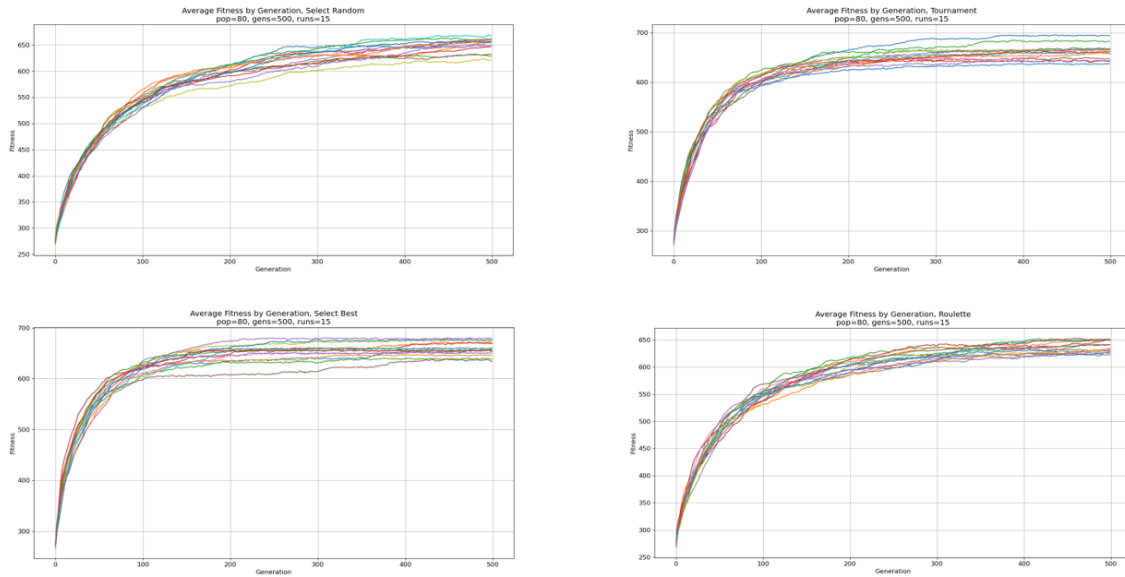 Average Fitness by Generation, Select Random
pop=80, gens=500, runs=15
650
600
550
500
450
400
350
300
250
Fitness
0 100 200 300 400 500
Generation
Average Fitness by Generation, Tournament
pop=80, gens=500, runs=15
700
600
500
400
300
Fitness
0 100 200 300 400 500
Generation
Average Fitness by Generation, Select Best
pop=80, gens=500, runs=15
700
600
500
400
300
Fitness
0 100 200 300 400 500
Generation
Average Fitness by Generation, Roulette
pop=80, gens=500, runs=15
650
600
550
500
450
400
350
300
250
Fitness
0 100 200 300 400 500
Generation